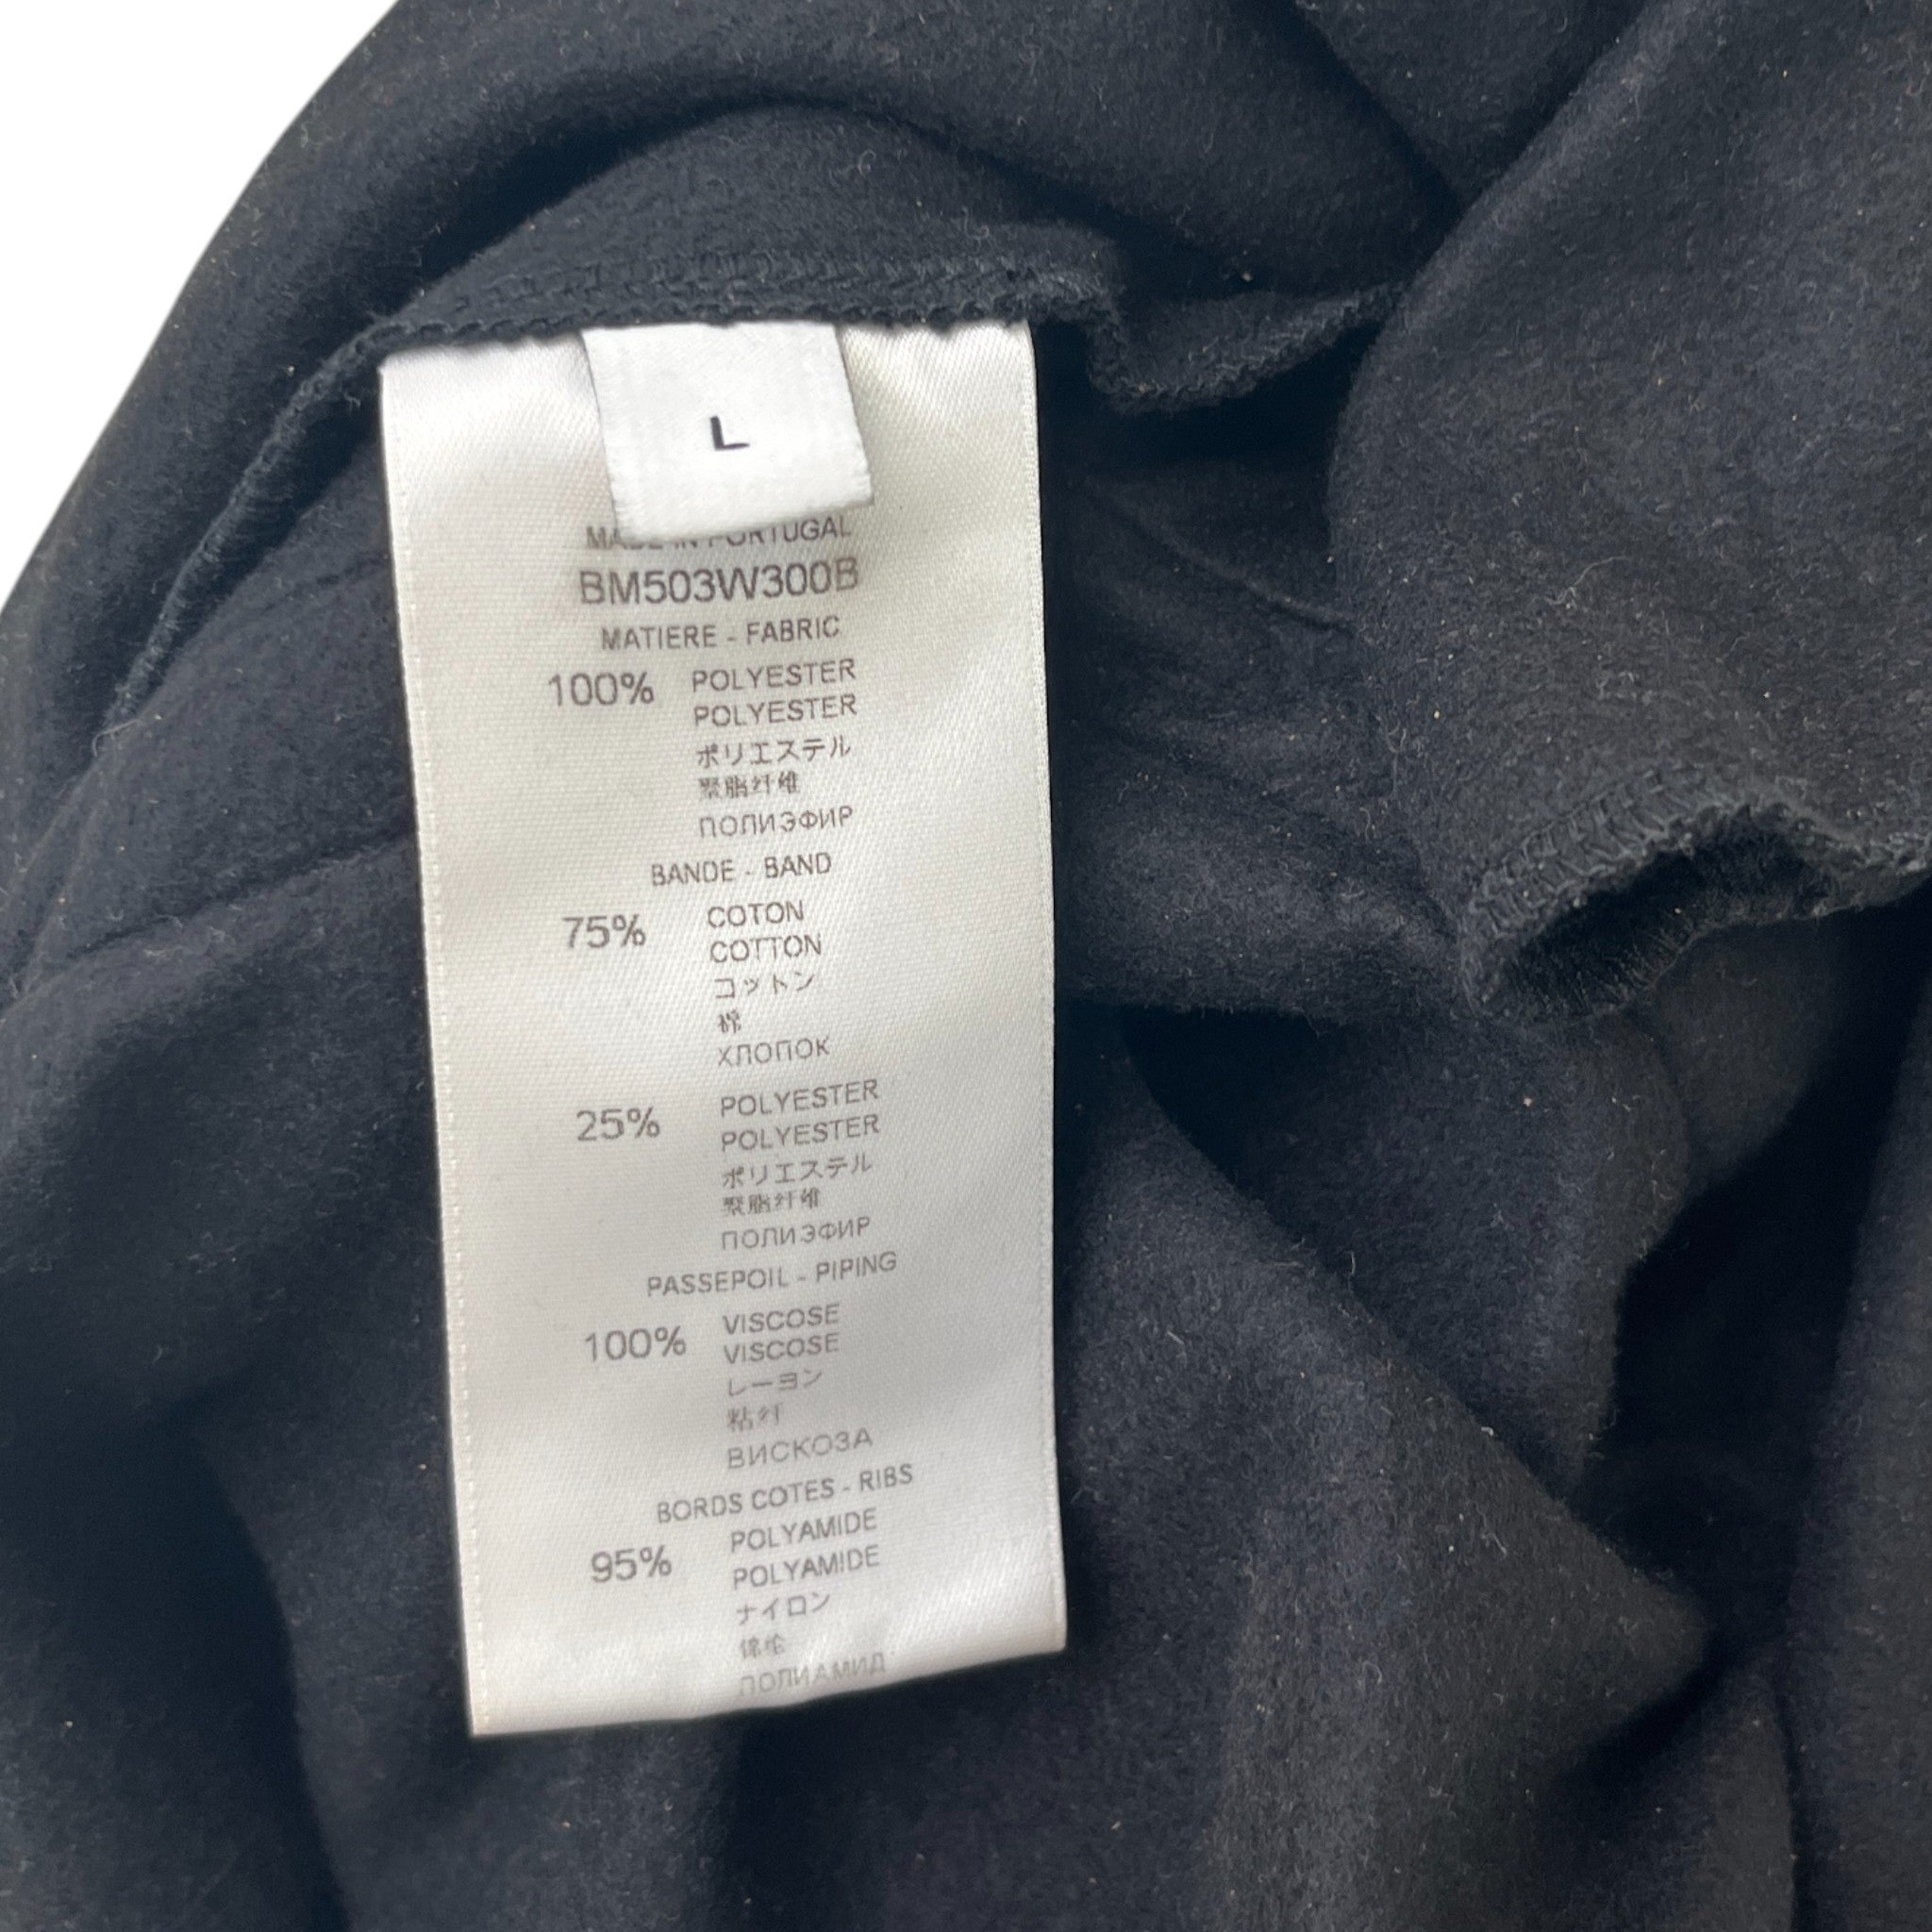 L
MADE IN PORTUGAL
BM503W300B
MATIERE - FABRIC
100% POLYESTER
POLYESTER
ポリエステル
聚脂纤维
ПОЛИЭФИР
BANDE - BAND
75% COTON
COTTON
コットン
棉
ХЛОПОК
25% POLYESTER
POLYESTER
ポリエステル
聚脂纤维
ПОЛИЭФИР
PASSEPOIL - PIPING
100% VISCOSE
VISCOSE
レーヨン
粘纤
ВИСКОЗА
BORDS COTES - RIBS
95% POLYAMIDE
POLYAMIDE
ナイロン
锦纶
ПОЛИАМИД